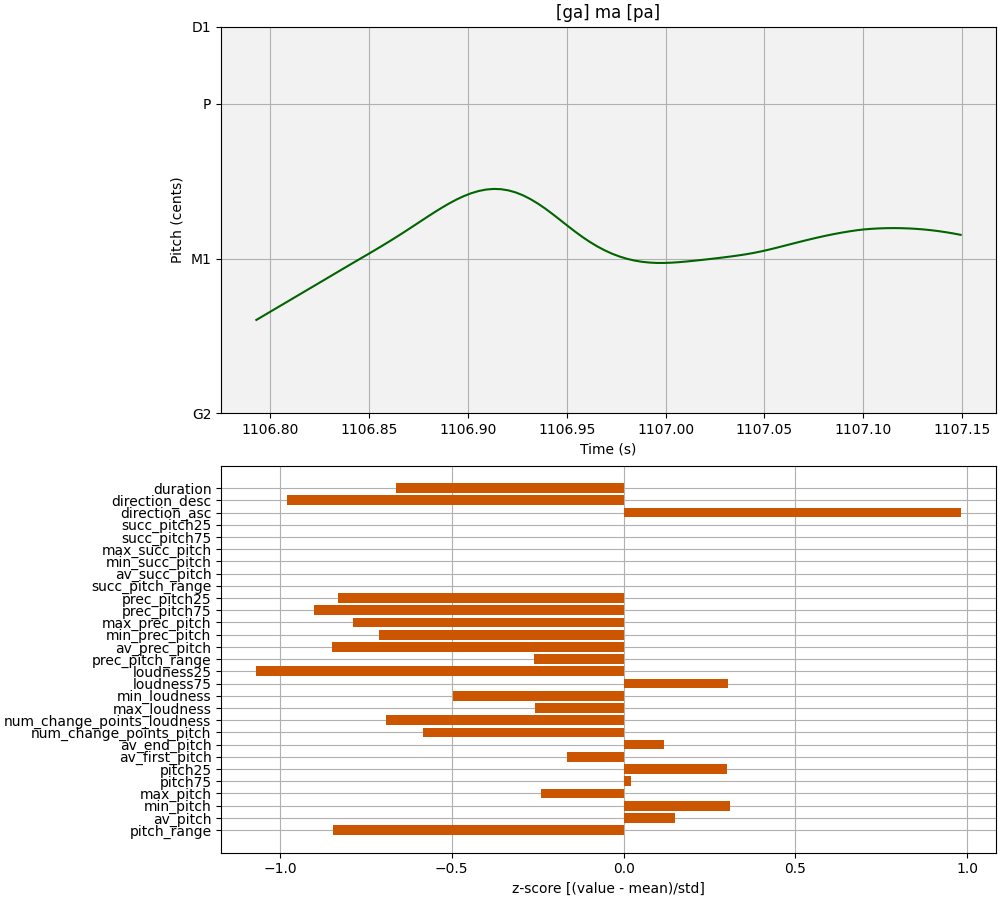 [ga] ma [pa]
D1
P
M1
G2
Pitch (cents)
1106.80 1106.85 1106.90 1106.95 1107.00 1107.05 1107.10 1107.15
Time (s)
duration
direction_desc
direction_asc
succ_pitch25
succ_pitch75
max_succ_pitch
min_succ_pitch
av_succ_pitch
succ_pitch_range
prec_pitch25
prec_pitch75
max_prec_pitch
min_prec_pitch
av_prec_pitch
prec_pitch_range
loudness25
loudness75
min_loudness
max_loudness
num_change_points_loudness
num_change_points_pitch
av_end_pitch
av_first_pitch
pitch25
pitch75
max_pitch
min_pitch
av_pitch
pitch_range
−1.0 −0.5 0.0 0.5 1.0
z-score [(value - mean)/std]